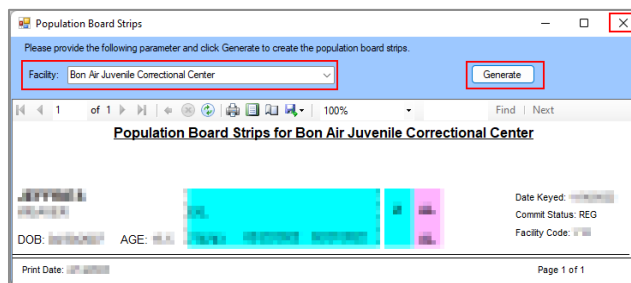 Population Board Strips
Please provide the following parameter and click Generate to create the population board strips.
Facility: Bon Air Juvenile Correctional Center Generate
1 of 1 100% Find | Next
Population Board Strips for Bon Air Juvenile Correctional Center
Date Keyed:
Commit Status: REG
DOB: AGE: Facility Code:
Print Date: Page 1 of 1